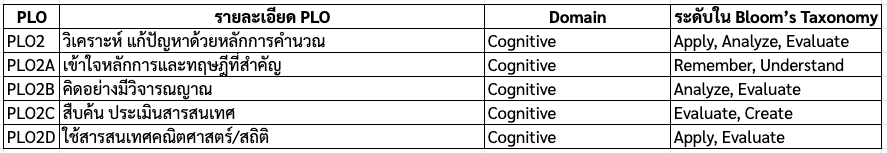 PLO รายละเอียด PLO Domain ระดับใน Bloom's Taxonomy
PLO2 วิเคราะห์ แก้ปัญหาด้วยหลักการคำนวณ Cognitive Apply, Analyze, Evaluate
PLO2A เข้าใจหลักการและทฤษฎีที่สำคัญ Cognitive Remember, Understand
PLO2B คิดอย่างมีวิจารณญาณ Cognitive Analyze, Evaluate
PLO2C สืบค้น ประเมินสารสนเทศ Cognitive Evaluate, Create
PLO2D ใช้สารสนเทศคณิตศาสตร์/สถิติ Cognitive Apply, Evaluate